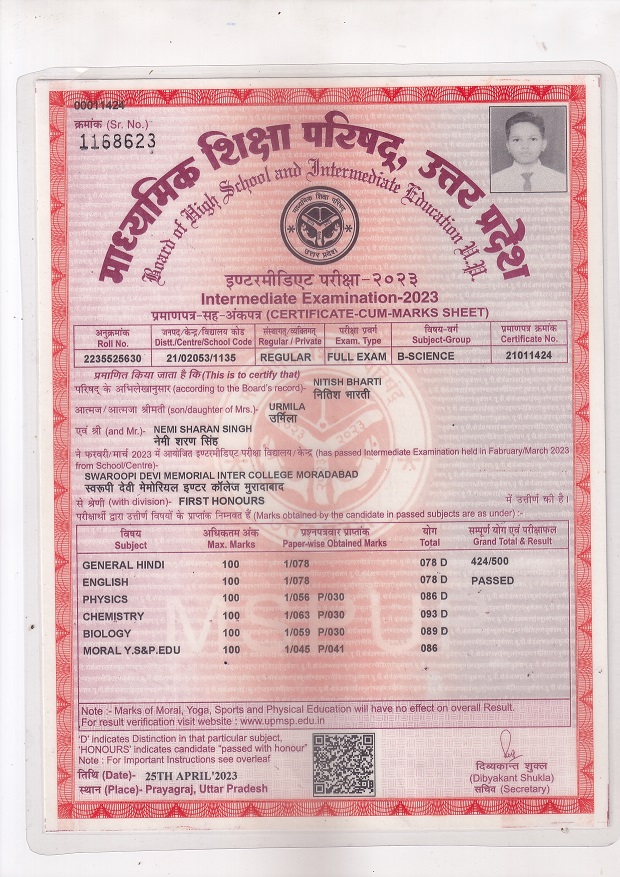 00011424
क्रमांक (Sr. No.)
1168623
माध्यमिक शिक्षा परिषद्, उत्तर प्रदेश
Board of High School and Intermediate Education U.P.
माध्यमिक शिक्षा परिषद्
उत्तर प्रदेश
इण्टरमीडिएट परीक्षा-२०२३
Intermediate Examination-2023
प्रमाणपत्र-सह-अंकपत्र (CERTIFICATE-CUM-MARKS SHEET)
अनुक्रमांक जनपद/केन्द्र/विद्यालय कोड संस्थागत/व्यक्तिगत परीक्षा प्रवर्ग विषय-वर्ग प्रमाणपत्र क्रमांक
Roll No. Distt./Centre/School Code Regular / Private Exam. Type Subject-Group Certificate No.
2235525630 21/02053/1135 REGULAR FULL EXAM B-SCIENCE 21011424
प्रमाणित किया जाता है कि(This is to certify that)
परिषद् के अभिलेखानुसार (according to the Board's record)- NITISH BHARTI
नितिश भारती
आत्मज/आत्मजा श्रीमती (son/daughter of Mrs.)- URMILA
उर्मिला
एवं श्री (and Mr.)- NEMI SHARAN SINGH
नेमी शरण सिंह
ने फरवरी/मार्च 2023 में आयोजित इण्टरमीडिएट परीक्षा विद्यालय/केन्द्र (has passed Intermediate Examination held in Fabruary/March 2023
from School/Centre)-
SWAROOPI DEVI MEMORIAL INTER COLLEGE MORADABAD
स्वरूपी देवी मेमोरियल इण्टर कॉलेज मुरादाबाद
से श्रेणी (with division)- FIRST HONOURS में उत्तीर्ण की है।
परीक्षार्थी द्वारा उत्तीर्ण विषयों के प्राप्तांक निम्नवत हैं (Marks obtained by the candidate in passed subjects are as under) :-
विषय अधिकतम अंक प्रश्नपत्रवार प्राप्तांक योग सम्पूर्ण योग एवं परीक्षाफल
Subject Max. Marks Paper-wise Obtained Marks Total Grand Total & Result
GENERAL HINDI 100 1/078 078 D 424/500
ENGLISH 100 1/078 078 D PASSED
PHYSICS 100 1/056 P/030 086 D
CHEMISTRY 100 1/063 P/030 093 D
BIOLOGY 100 1/059 P/030 089 D
MORAL Y.S&P.EDU 100 1/045 P/041 086
Note :- Marks of Moral, Yoga, Sports and Physical Education will have no effect on overall Result.
For result verification visit website : www.upmsp.edu.in
'D' indicates Distinction in that particular subject.
'HONOURS' indicates candidate "passed with honour"
Note : For Important Instructions see overleaf
तिथि (Date)- 25TH APRIL'2023
स्थान (Place)- Prayagraj, Uttar Pradesh
दिव्यकान्त शुक्ल
(Dibyakant Shukla)
सचिव (Secretary)